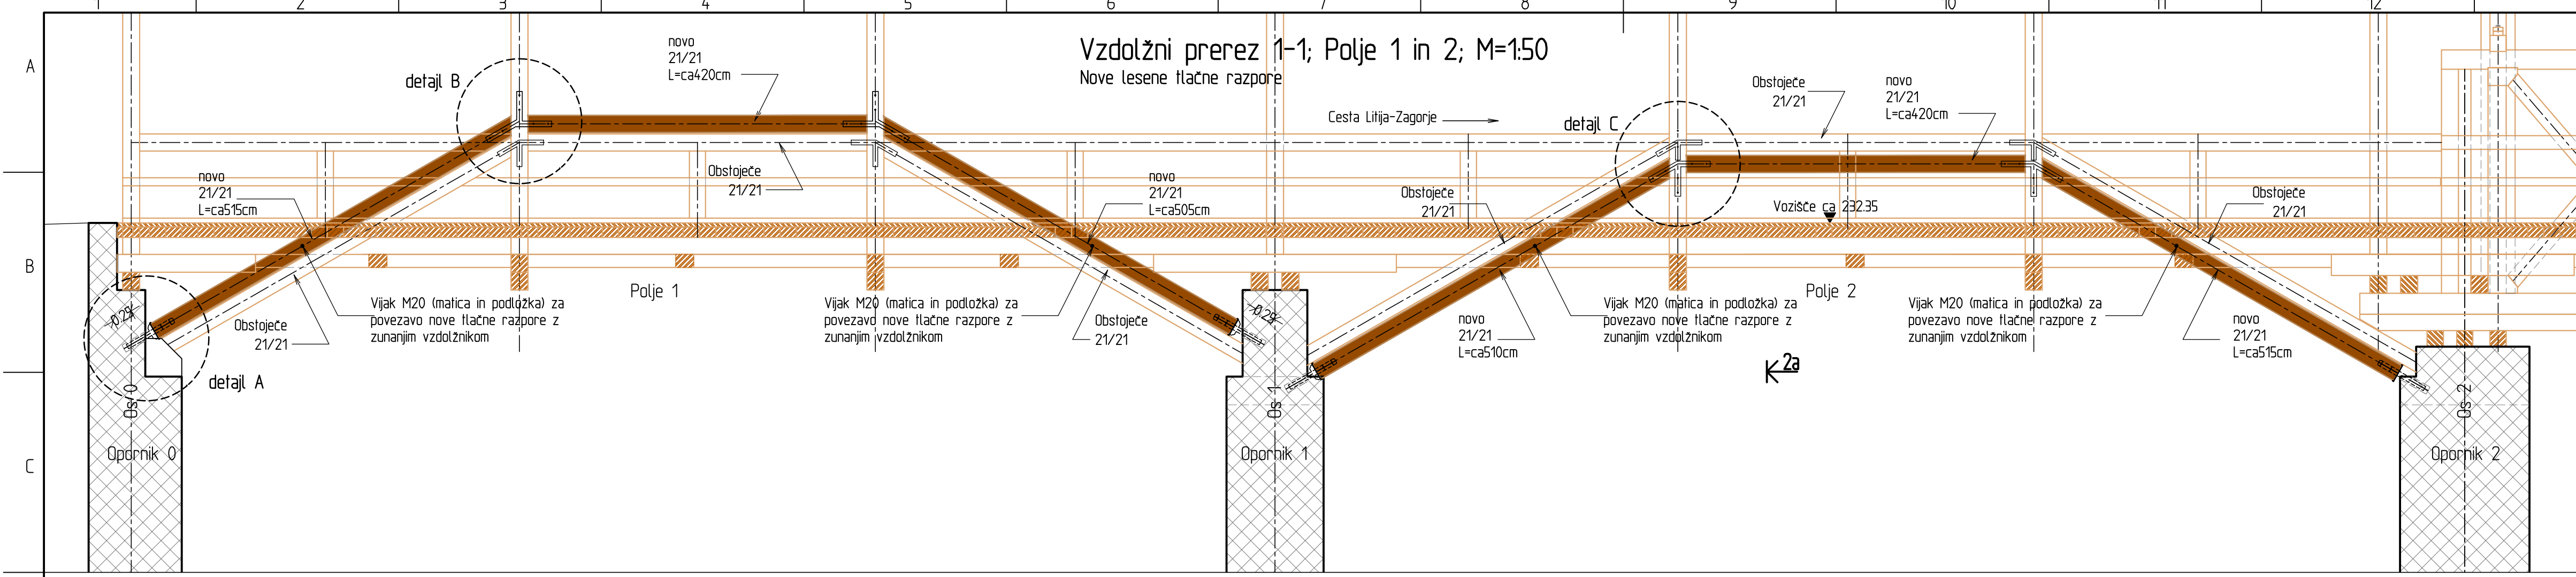 1 2 3 4 5 6 7 8 9 10 11 12
A
B
C
Vzdolžni prerez 1-1; Polje 1 in 2; M=1:50
Nove lesene tlačne razpore
detajl B
novo
21/21
L=ca420cm
Cesta Litija-Zagorje
detajl C
Obstoječe
21/21
novo
21/21
L=ca420cm
novo
21/21
L=ca515cm
Obstoječe
21/21
novo
21/21
L=ca505cm
Obstoječe
21/21
Vozišče ca 232.35
Obstoječe
21/21
Polje 1
Polje 2
-0.29
Obstoječe
21/21
Vijak M20 (matica in podložka) za
povezavo nove tlačne razpore z
zunanjim vzdolžnikom
Vijak M20 (matica in podložka) za
povezavo nove tlačne razpore z
zunanjim vzdolžnikom
Obstoječe
21/21
-0.29
novo
21/21
L=ca510cm
Vijak M20 (matica in podložka) za
povezavo nove tlačne razpore z
zunanjim vzdolžnikom
Vijak M20 (matica in podložka) za
povezavo nove tlačne razpore z
zunanjim vzdolžnikom
novo
21/21
L=ca515cm
2a
detajl A
Os 0
Os 1
Os 2
Opornik 0
Opornik 1
Opornik 2